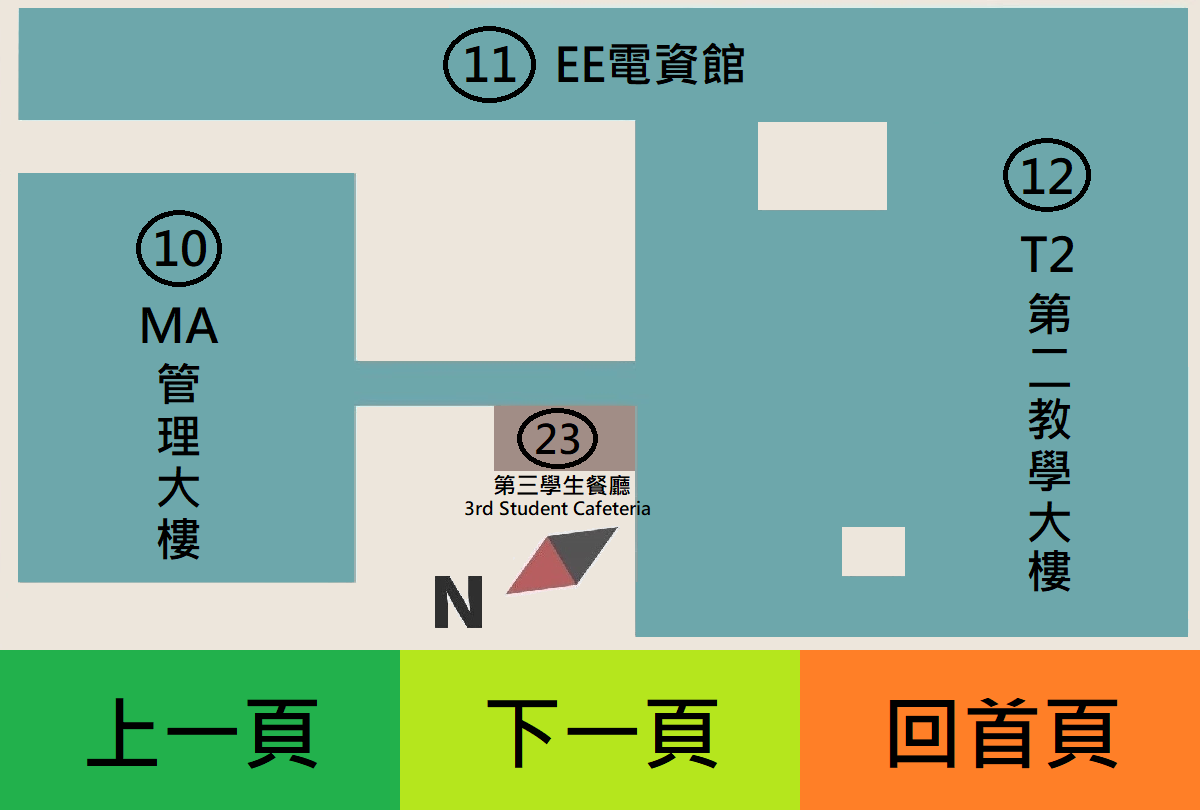 11 EE電資館
10
MA
管理大樓
12
T2
第二教學大樓
23
第三學生餐廳
3rd Student Cafeteria
N
上一頁
下一頁
回首頁